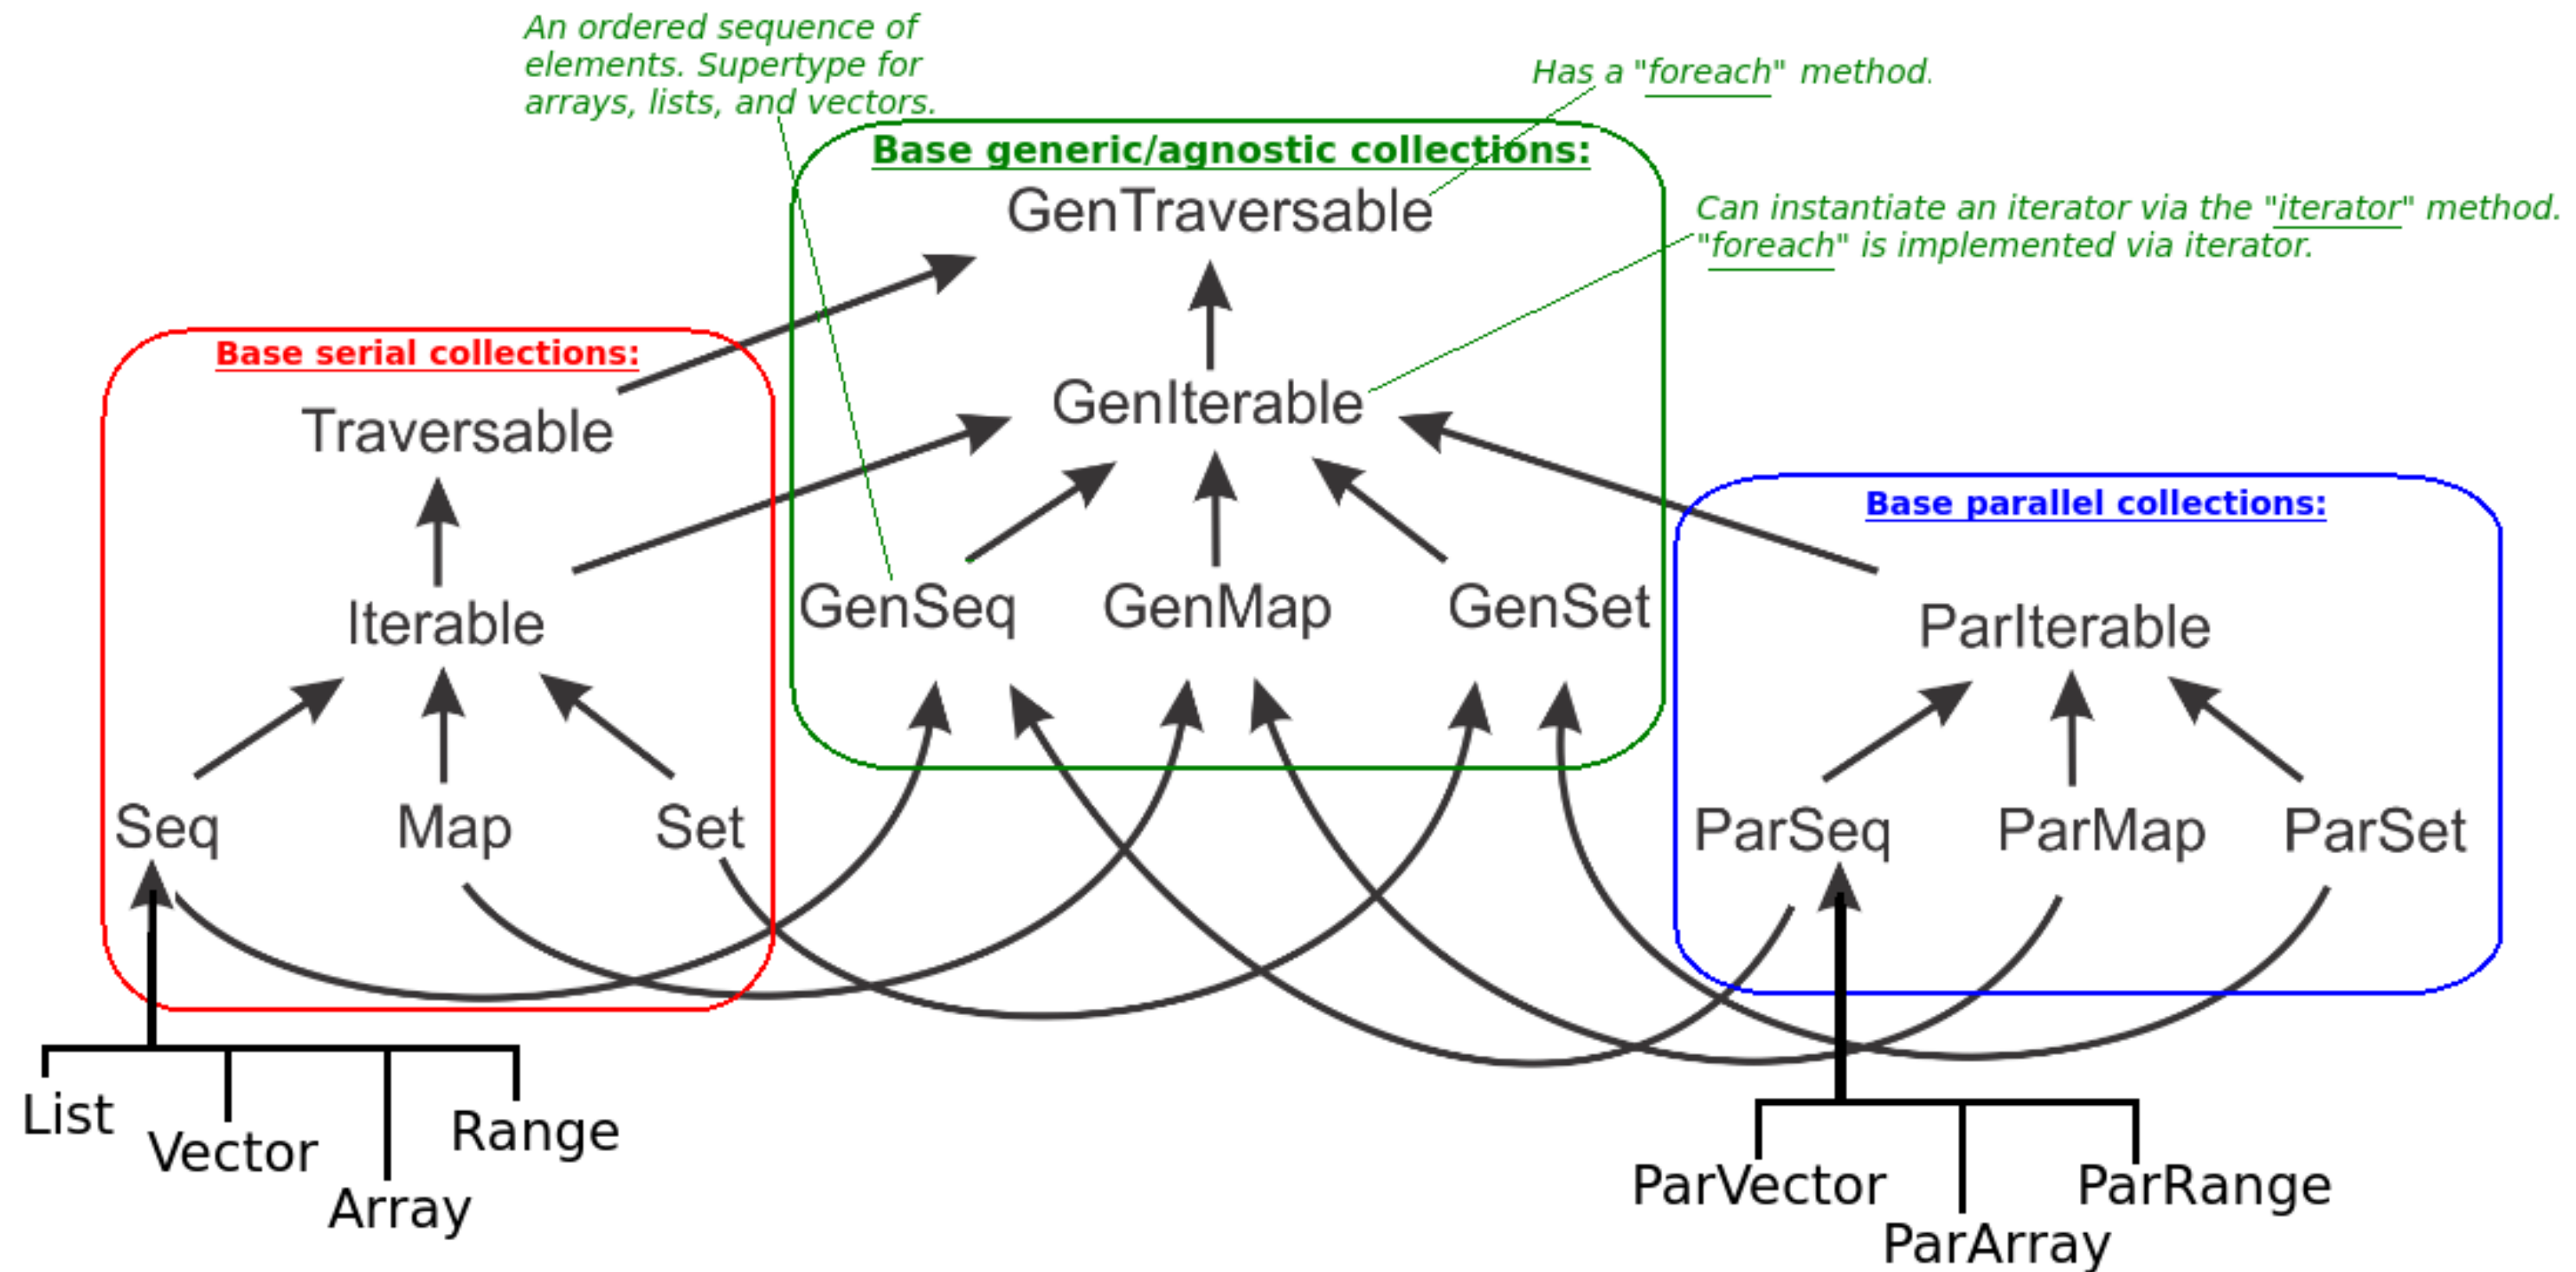 An ordered sequence of
elements. Supertype for
arrays, lists, and vectors.
Has a "foreach" method.
Base generic/agnostic collections:
GenTraversable
Can instantiate an iterator via the "iterator" method.
"foreach" is implemented via iterator.
Base serial collections:
Traversable
GenIterable
Base parallel collections:
Iterable
GenSeq GenMap GenSet
ParIterable
Seq Map Set
ParSeq ParMap ParSet
List
Vector
Array
Range
ParVector
ParArray
ParRange